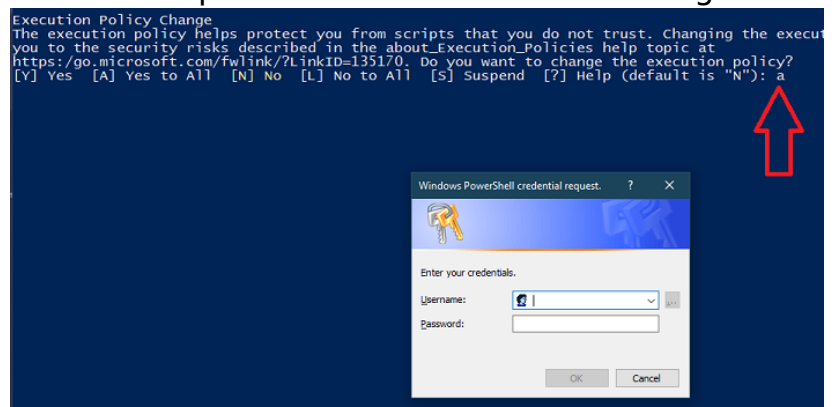 Execution Policy Change
The execution policy helps protect you from scripts that you do not trust. Changing the execut
you to the security risks described in the about_Execution_Policies help topic at
https:/go.microsoft.com/fwlink/?LinkID=135170. Do you want to change the execution policy?
[Y] Yes  [A] Yes to All  [N] No  [L] No to All  [S] Suspend  [?] Help (default is "N"): a
Windows PowerShell credential request. ? X
Enter your credentials.
Username:
...
Password:
OK Cancel